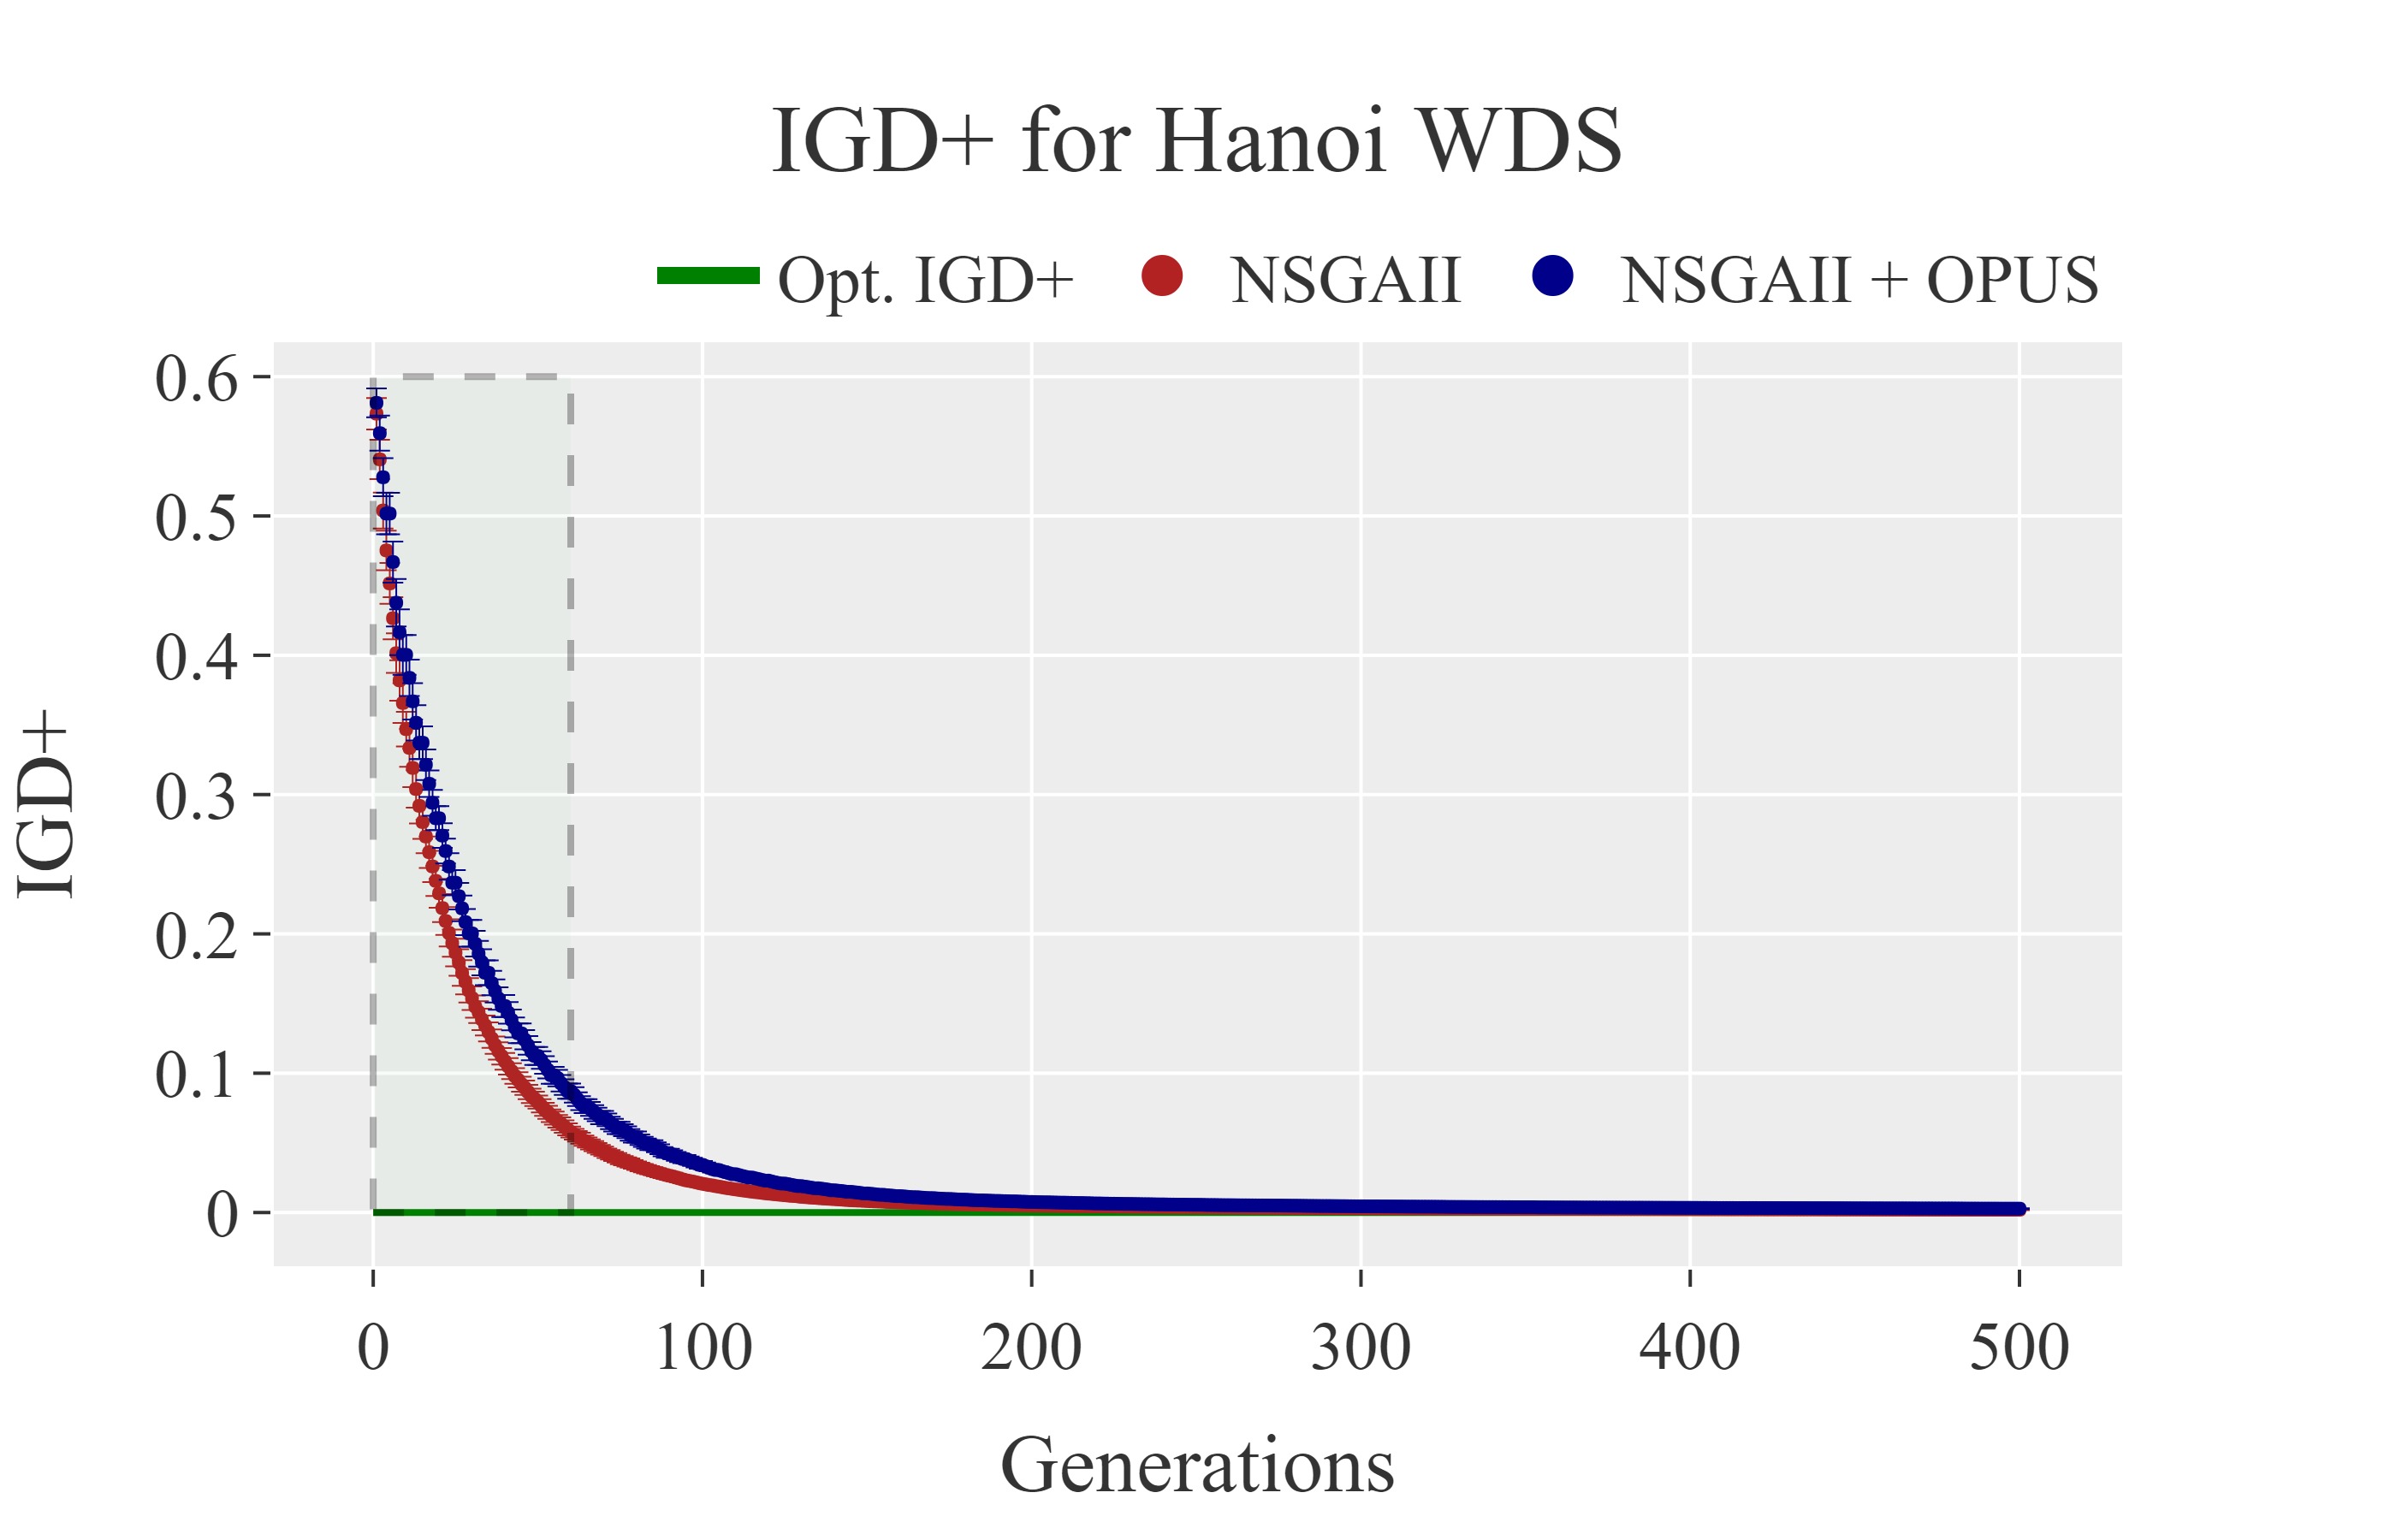 IGD+ for Hanoi WDS
Opt. IGD+ NSGAII NSGAII + OPUS
0.6
0.5
0.4
0.3
0.2
0.1
0
IGD+
0 100 200 300 400 500
Generations